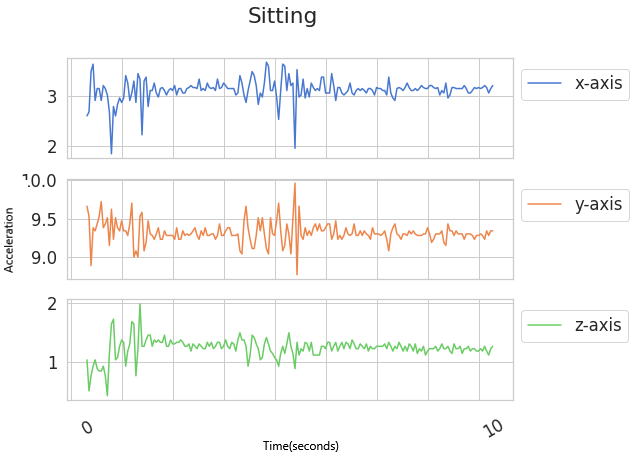 Sitting
3
2
x-axis
10.0
9.5
9.0
y-axis
Acceleration
2
1
z-axis
0
10
Time(seconds)